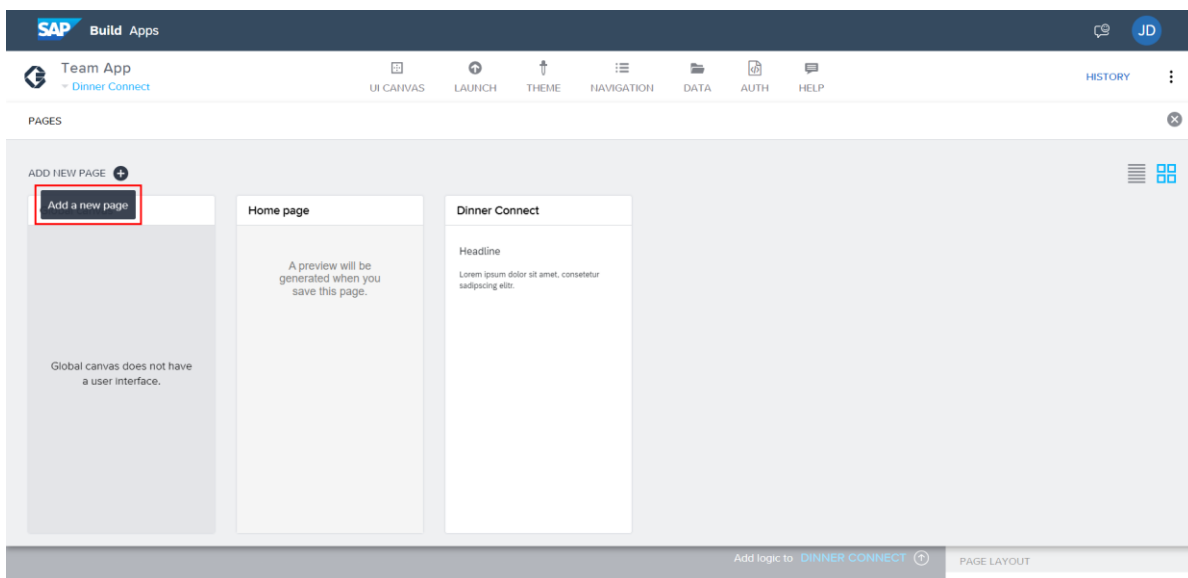 SAP Build Apps
JD
Team App
Dinner Connect
UI CANVAS
LAUNCH
THEME
NAVIGATION
DATA
AUTH
HELP
HISTORY
PAGES
ADD NEW PAGE
Add a new page
Home page
Dinner Connect
Global canvas does not have
a user interface.
A preview will be
generated when you
save this page.
Headline
Lorem ipsum dolor sit amet, consetetur
sadipscing elitr.
Add logic to DINNER CONNECT
PAGE LAYOUT